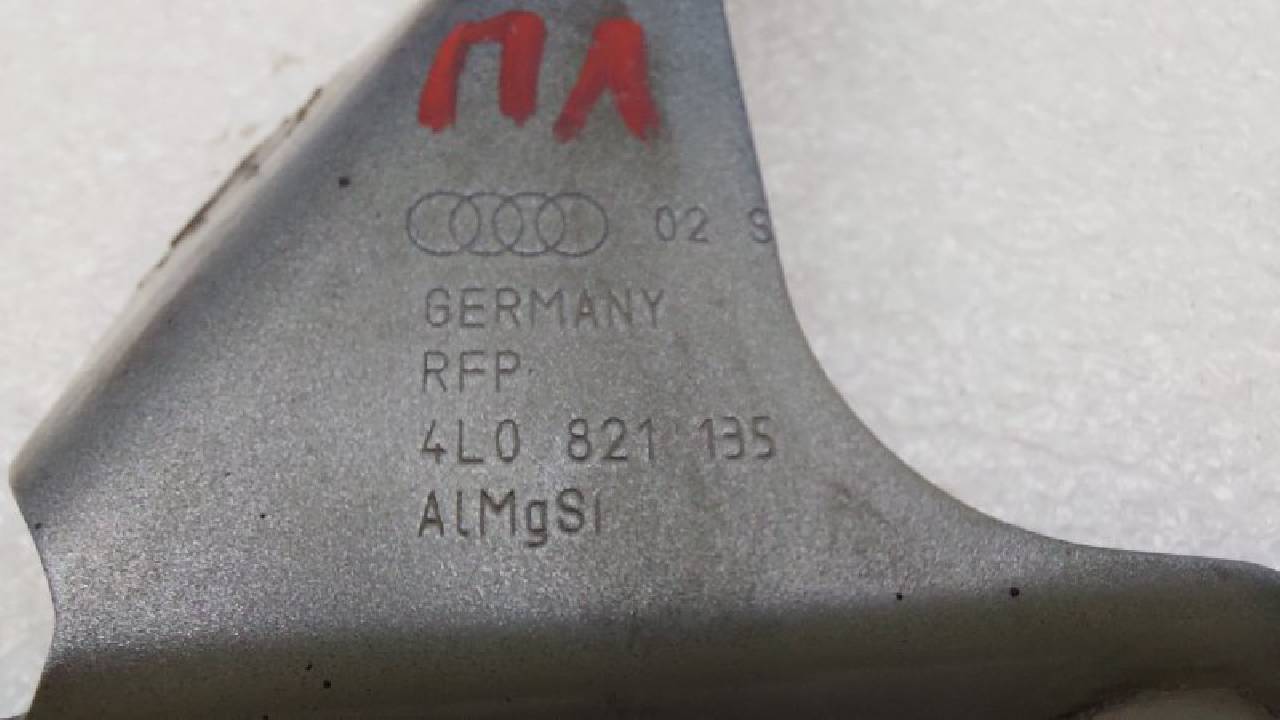 ПЛ
02 S
GERMANY
RFP
4L0 821 135
AlMgSi